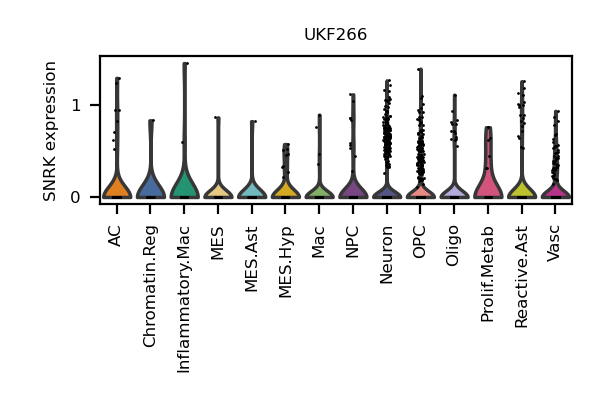 UKF266
SNRK expression
1
0
AC
Chromatin.Reg
Inflammatory.Mac
MES
MES.Ast
MES.Hyp
Mac
NPC
Neuron
OPC
Oligo
Prolif.Metab
Reactive.Ast
Vasc